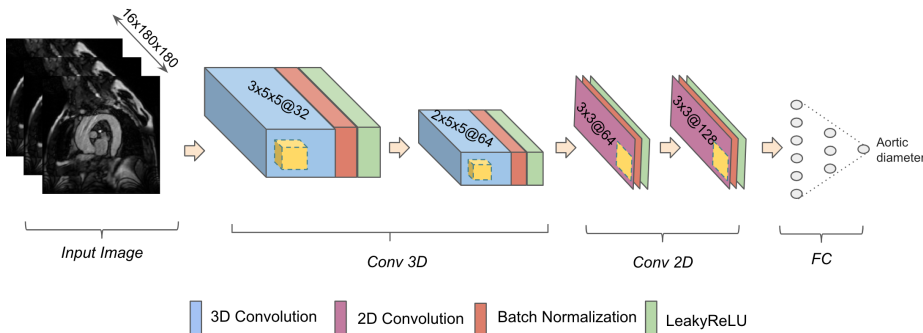 16x180x180
3x5x5@32
2x5x5@64
3x3@64
3x3@128
Aortic
diameter
Input Image
Conv 3D
Conv 2D
FC
3D Convolution
2D Convolution
Batch Normalization
LeakyReLU